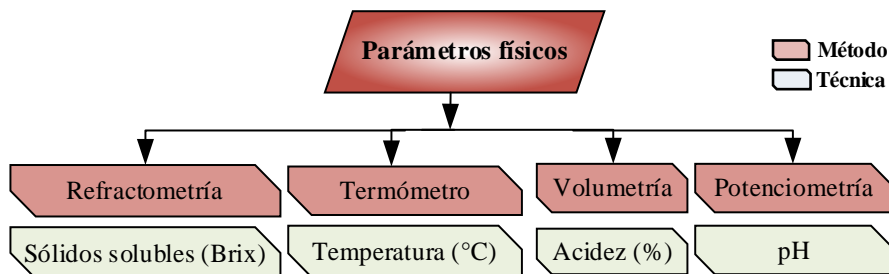 Parámetros físicos
Método
Técnica
Refractometría
Termómetro
Volumetría
Potenciometría
Sólidos solubles (Brix)
Temperatura (°C)
Acidez (%)
pH